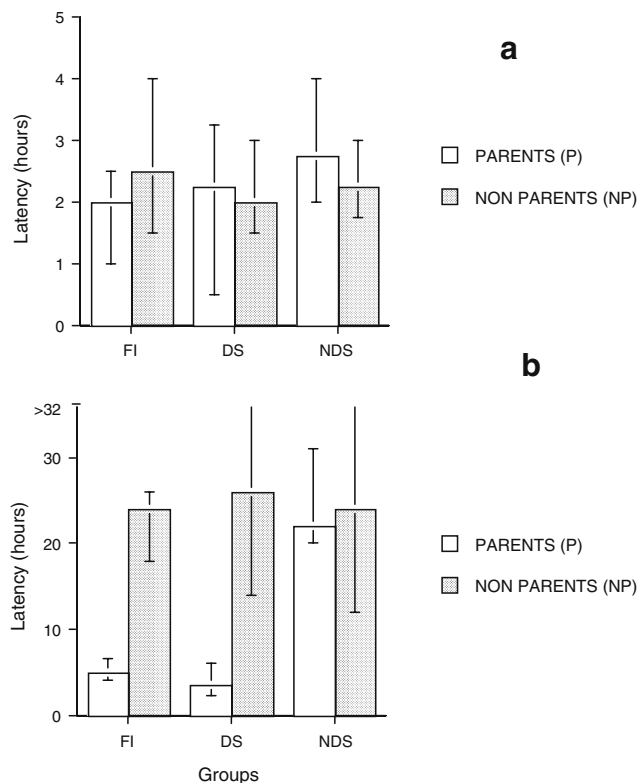 a
5
4
3
2
1
0
Latency (hours)
FI
DS
NDS
PARENTS (P)
NON PARENTS (NP)
b
>32
30
20
10
0
Latency (hours)
FI
DS
NDS
Groups
PARENTS (P)
NON PARENTS (NP)